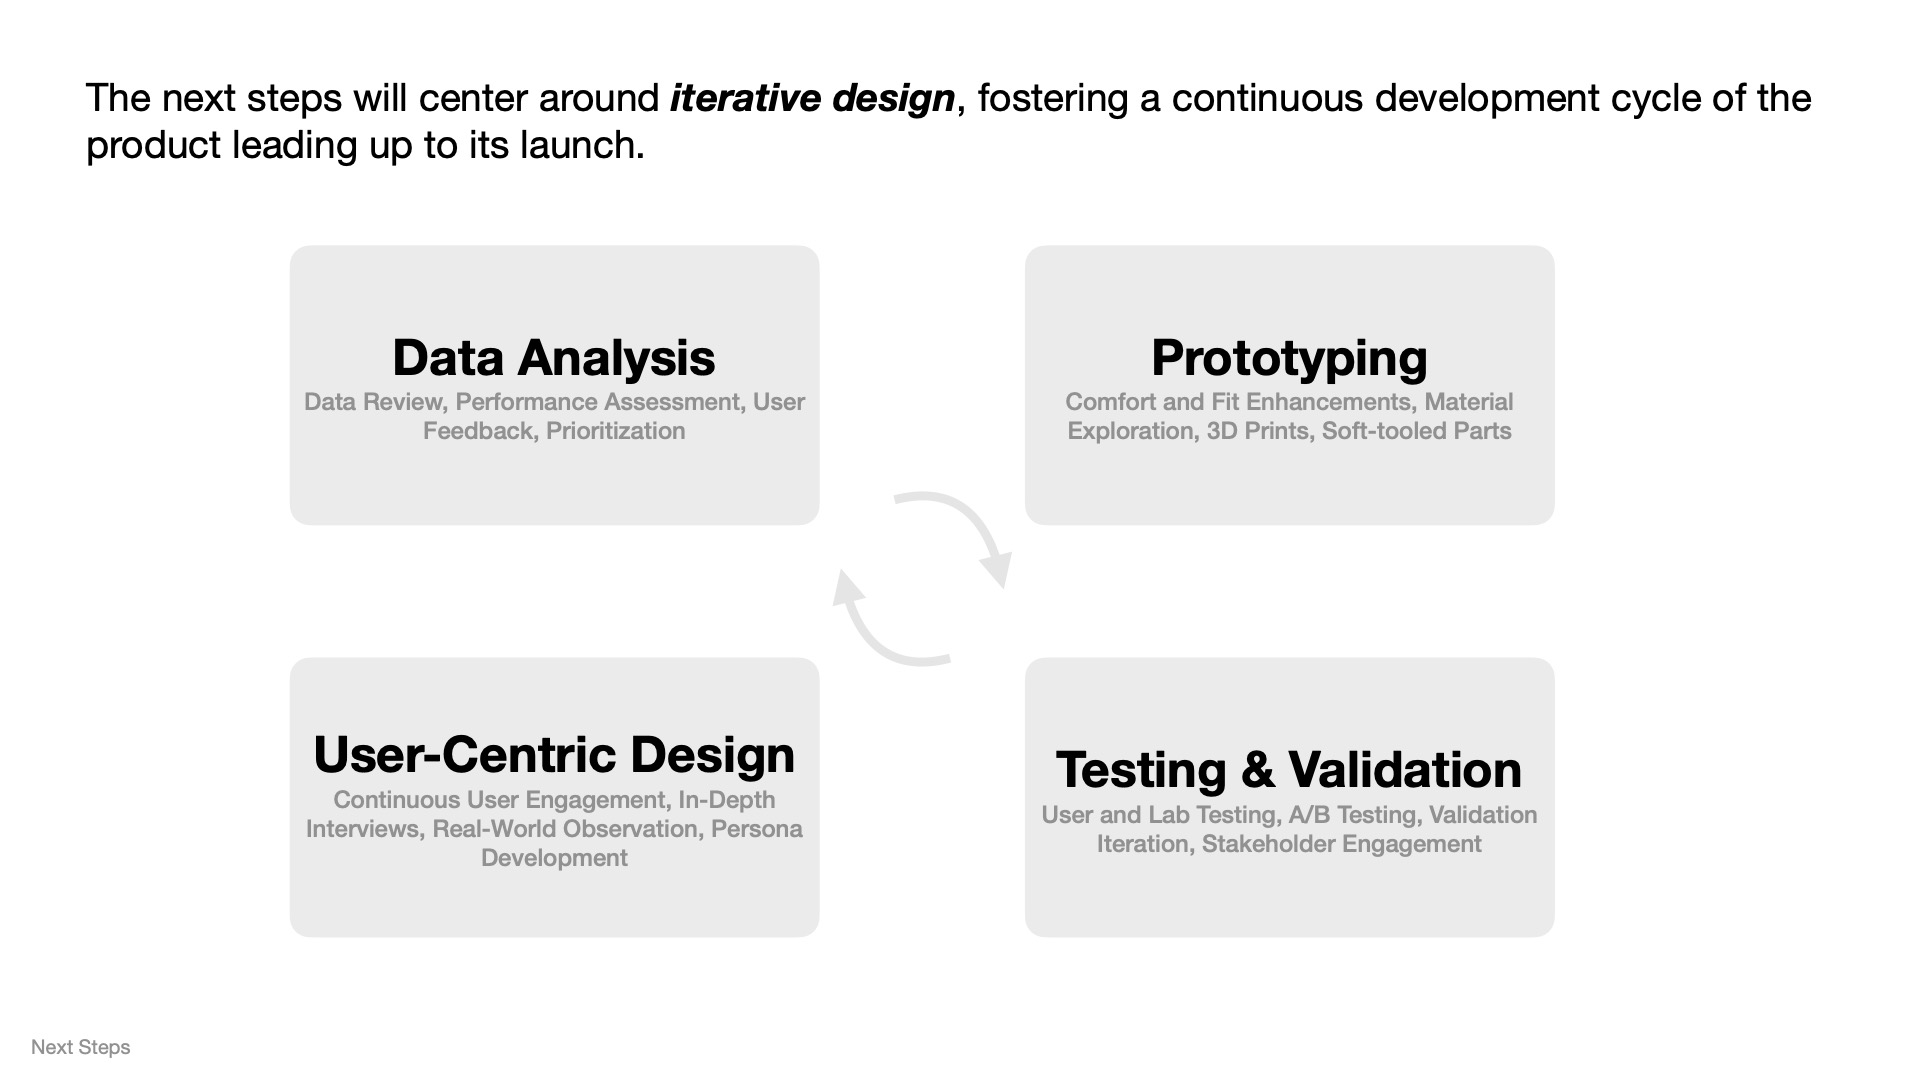 The next steps will center around iterative design, fostering a continuous development cycle of the
product leading up to its launch.
Data Analysis
Data Review, Performance Assessment, User
Feedback, Prioritization
Prototyping
Comfort and Fit Enhancements, Material
Exploration, 3D Prints, Soft-tooled Parts
User-Centric Design
Continuous User Engagement, In-Depth
Interviews, Real-World Observation, Persona
Development
Testing & Validation
User and Lab Testing, A/B Testing, Validation
Iteration, Stakeholder Engagement
Next Steps